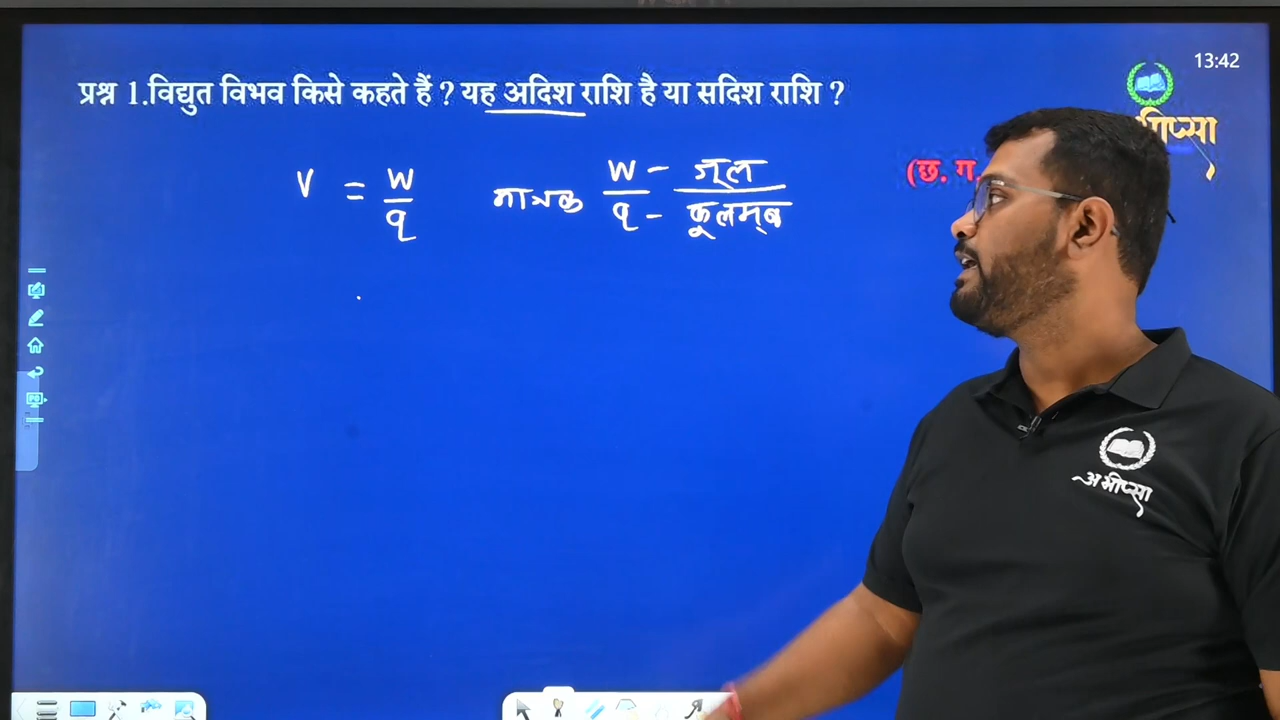 13:42
प्रश्न 1.विद्युत विभव किसे कहते हैं ? यह अदिश राशि है या सदिश राशि ?
भीप्सा
(छ. ग.
V = W/q मात्रक W/q - जूल/कूलम्ब
अभीप्सा